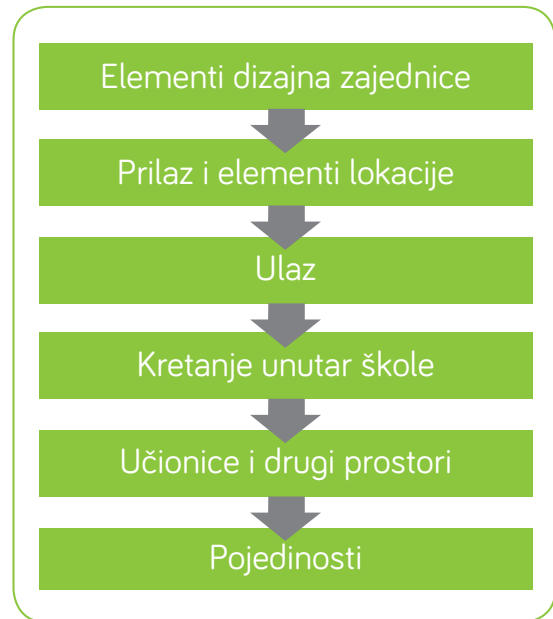 Elementi dizajna zajednice
Prilaz i elementi lokacije
Ulaz
Kretanje unutar škole
Učionice i drugi prostori
Pojedinosti